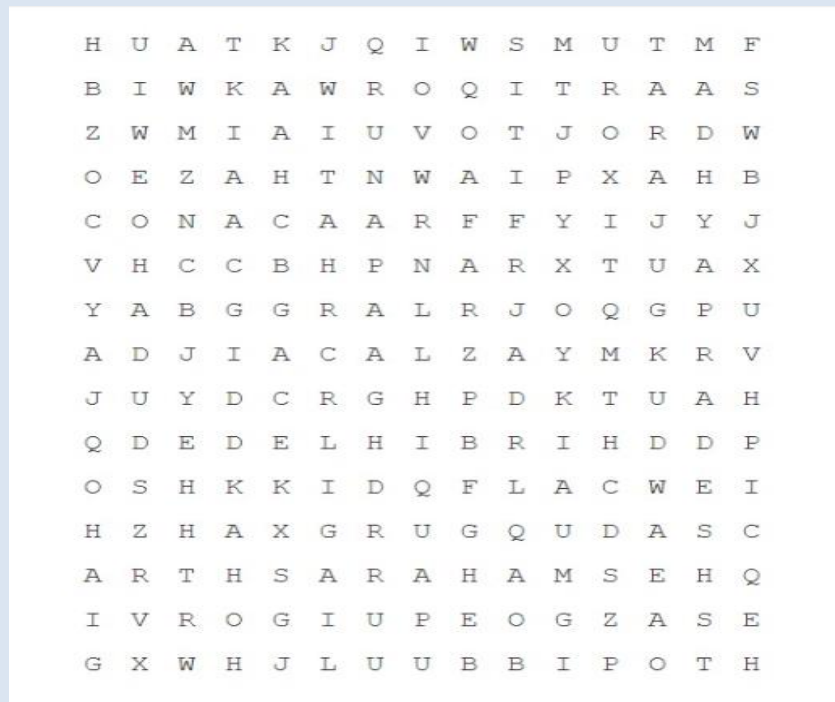 H U A T K J Q I W S M U T M F
B I W K A W R O Q I T R A A S
Z W M I A I U V O T J O R D W
O E Z A H T N W A I P X A H B
C O N A C A A R F F Y I J Y J
V H C C B H P N A R X T U A X
Y A B G G R A L R J O Q G P U
A D J I A C A L Z A Y M K R V
J U Y D C R G H P D K T U A H
Q D E D E L H I B R I H D D P
O S H K K I D Q F L A C W E I
H Z H A X G R U G Q U D A S C
A R T H S A R A H A M S E H Q
I V R O G I U P E O G Z A S E
G X W H J L U U B B I P O T H